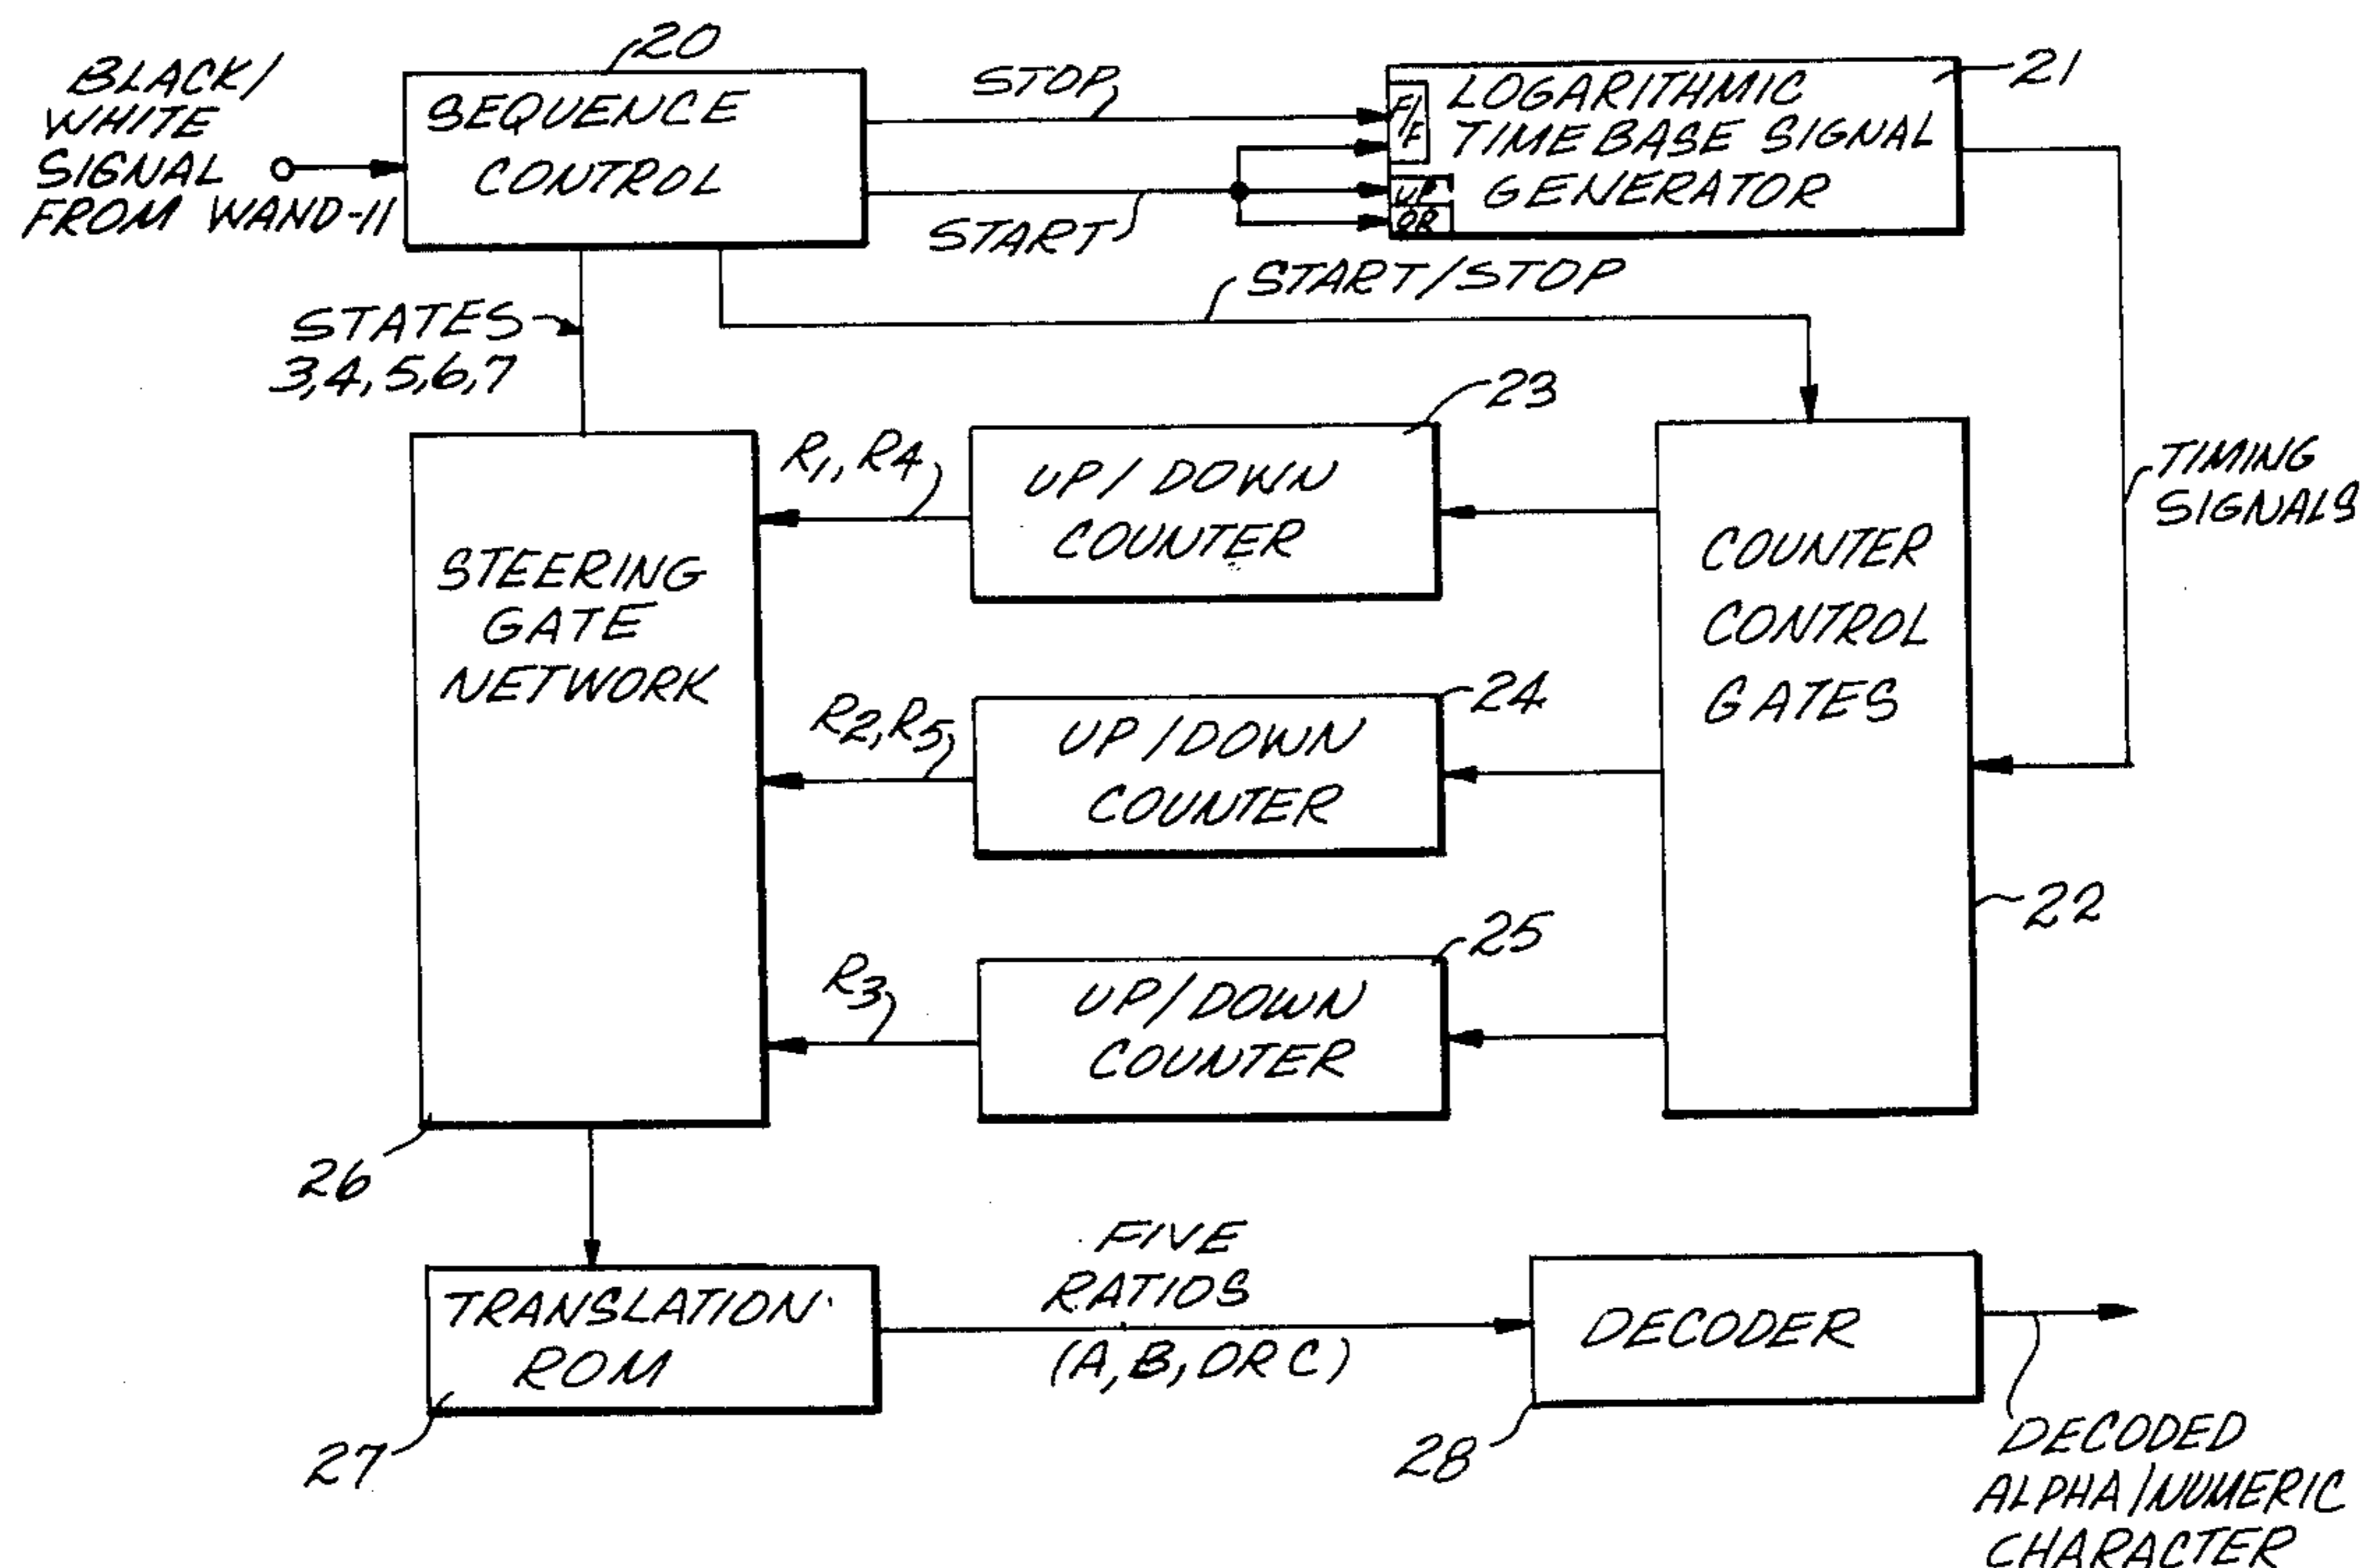 BLACK/
WHITE
SIGNAL
FROM WAND-11
20
SEQUENCE
CONTROL
STOP
START
F/F
UP
OR
LOGARITHMIC
TIME BASE SIGNAL
GENERATOR
21
START/STOP
STATES
3,4,5,6,7
TIMING
SIGNALS
STEERING
GATE
NETWORK
26
R1,R4
UP/DOWN
COUNTER
23
R2,R5
UP/DOWN
COUNTER
24
R3
UP/DOWN
COUNTER
25
COUNTER
CONTROL
GATES
22
TRANSLATION
ROM
27
FIVE
RATIOS
(A,B,OR C)
DECODER
28
DECODED
ALPHA/NUMERIC
CHARACTER